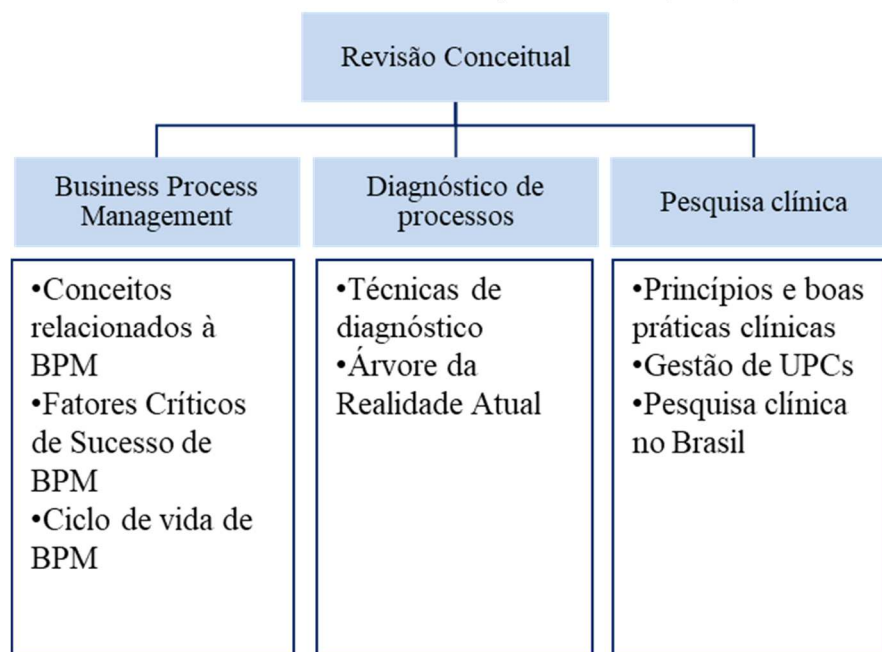 Revisão Conceitual
Business Process
Management
•Conceitos
relacionados à
BPM
•Fatores Críticos
de Sucesso de
BPM
•Ciclo de vida de
BPM
Diagnóstico de
processos
•Técnicas de
diagnóstico
•Árvore da
Realidade Atual
Pesquisa clínica
•Princípios e boas
práticas clínicas
•Gestão de UPCs
•Pesquisa clínica
no Brasil